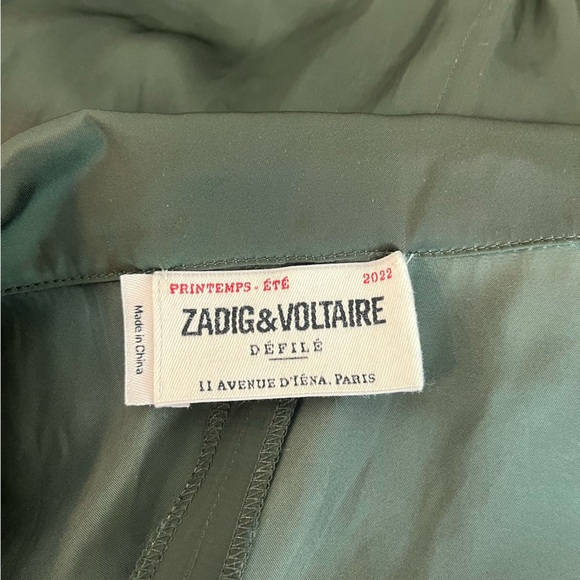 PRINTEMPS - ÉTÉ 2022
ZADIG&VOLTAIRE
DÉFILÉ
11 AVENUE D'IÉNA. PARIS
Made in China